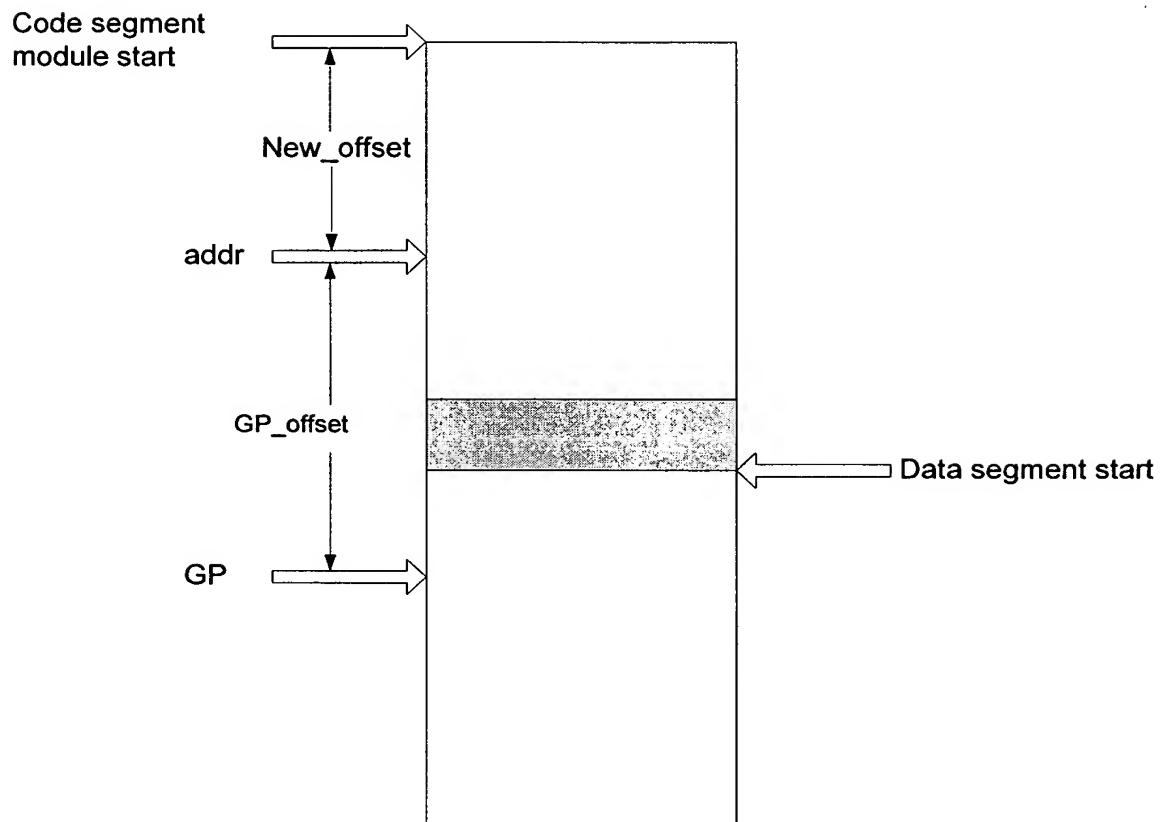 Code segment
module start
New_offset
addr
GP_offset
Data segment start
GP